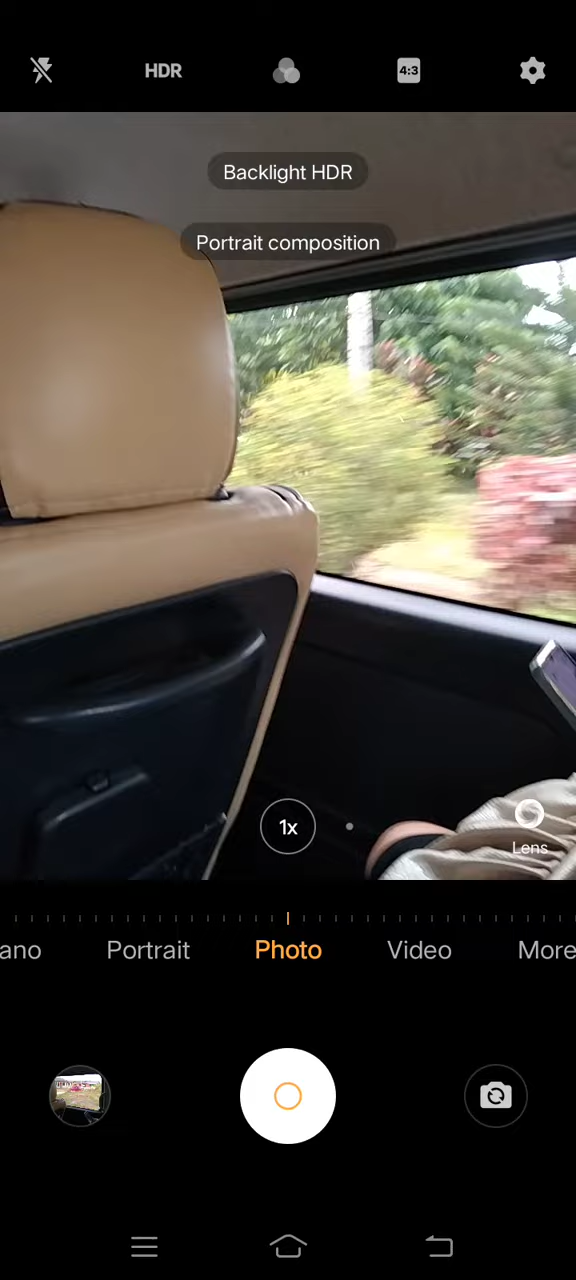 HDR
4:3
Backlight HDR
Portrait composition
1x
Lens
ano
Portrait
Photo
Video
More